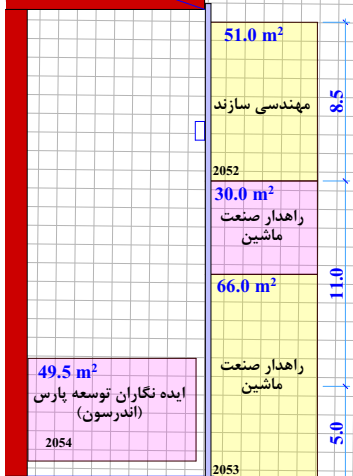 51.0 m²
مهندسی سازند
2052
8.5
30.0 m²
راهدار صنعت
ماشین
66.0 m²
11.0
راهدار صنعت
ماشین
2053
5.0
49.5 m²
ایده نگاران توسعه پارس
(اندرسون)
2054